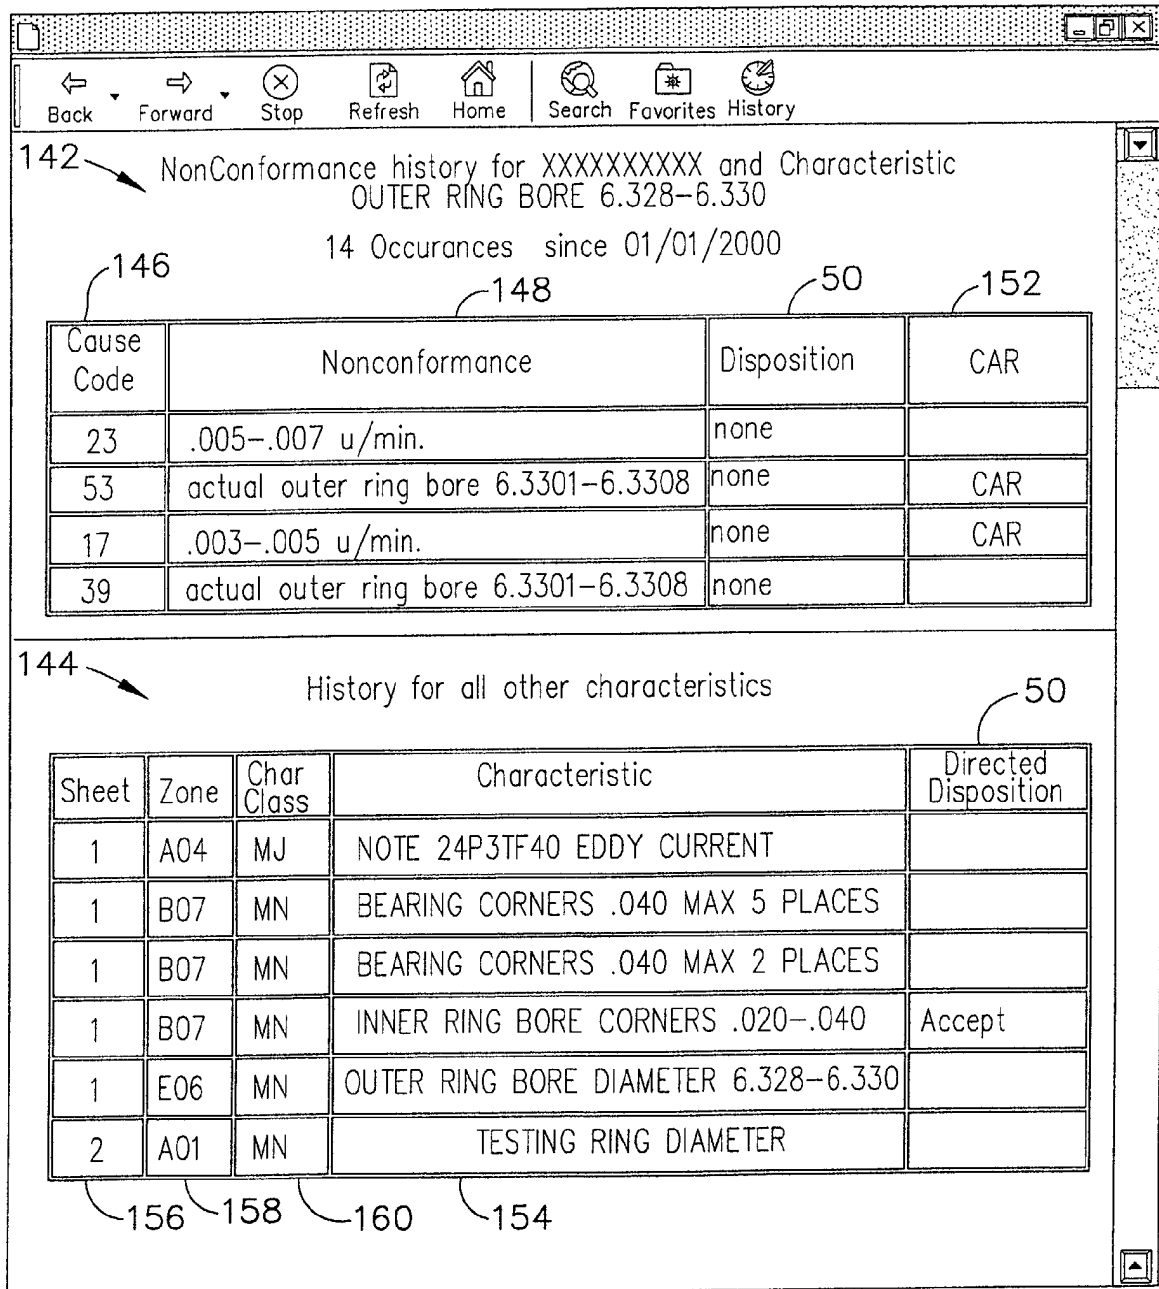 Back Forward Stop Refresh Home Search Favorites History
142
NonConformance history for XXXXXXXXXX and Characteristic
OUTER RING BORE 6.328-6.330
14 Occurances since 01/01/2000
146 148 50 152
Cause Code Nonconformance Disposition CAR
23 .005-.007 u/min. none
53 actual outer ring bore 6.3301-6.3308 none CAR
17 .003-.005 u/min. none CAR
39 actual outer ring bore 6.3301-6.3308 none
144
History for all other characteristics
50
Sheet Zone Char Class Characteristic Directed Disposition
1 A04 MJ NOTE 24P3TF40 EDDY CURRENT
1 B07 MN BEARING CORNERS .040 MAX 5 PLACES
1 B07 MN BEARING CORNERS .040 MAX 2 PLACES
1 B07 MN INNER RING BORE CORNERS .020-.040 Accept
1 E06 MN OUTER RING BORE DIAMETER 6.328-6.330
2 A01 MN TESTING RING DIAMETER
156 158 160 154